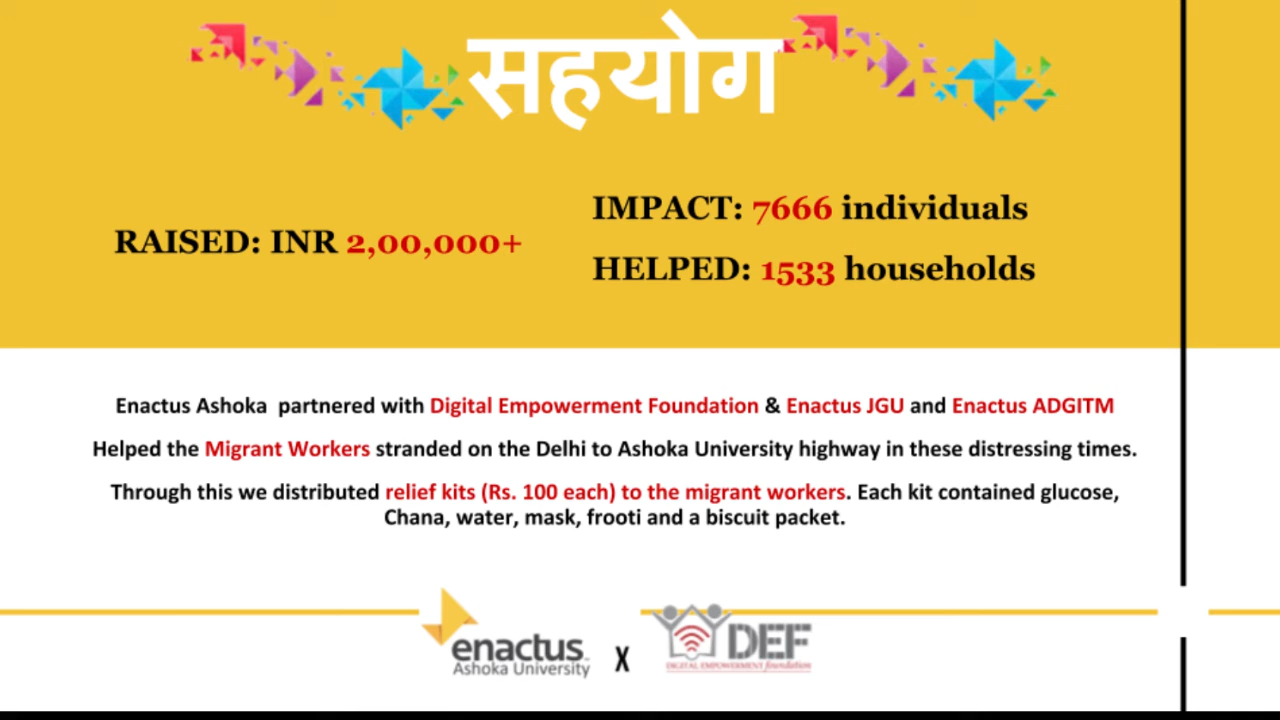 सहयोग
RAISED: INR 2,00,000+
IMPACT: 7666 individuals
HELPED: 1533 households
Enactus Ashoka partnered with Digital Empowerment Foundation & Enactus JGU and Enactus ADGITM
Helped the Migrant Workers stranded on the Delhi to Ashoka University highway in these distressing times.
Through this we distributed relief kits (Rs. 100 each) to the migrant workers. Each kit contained glucose,
Chana, water, mask, frooti and a biscuit packet.
enactus
Ashoka University
X
DEF
DIGITAL EMPOWERMENT foundation